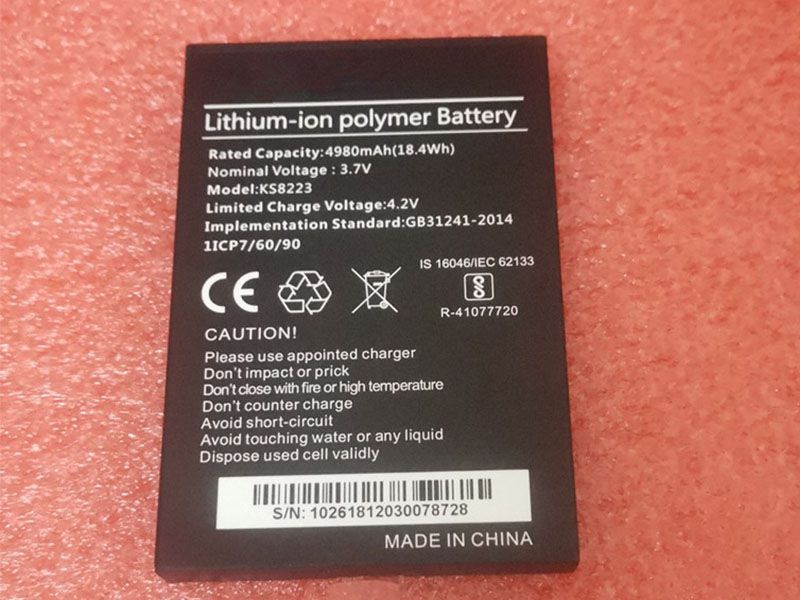 Lithium-ion polymer Battery
Rated Capacity:4980mAh(18.4Wh)
Nominal Voltage : 3.7V
Model:KS8223
Limited Charge Voltage:4.2V
Implementation Standard:GB31241-2014
1ICP7/60/90
IS 16046/IEC 62133
CE
R-41077720
CAUTION!
Please use appointed charger
Don't impact or prick
Don't close with fire or high temperature
Don't counter charge
Avoid short-circuit
Avoid touching water or any liquid
Dispose used cell validly
S/N: 10261812030078728
MADE IN CHINA